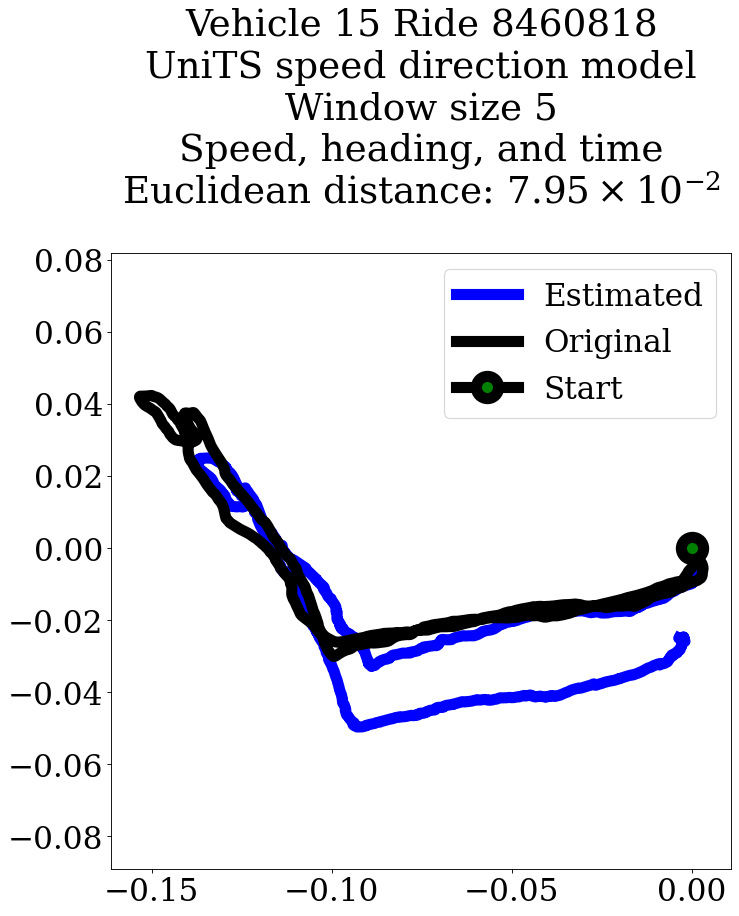 Vehicle 15 Ride 8460818
UniTS speed direction model
Window size 5
Speed, heading, and time
Euclidean distance: 7.95 × 10⁻²
Estimated
Original
Start
0.08
0.06
0.04
0.02
0.00
−0.02
−0.04
−0.06
−0.08
−0.15
−0.10
−0.05
0.00